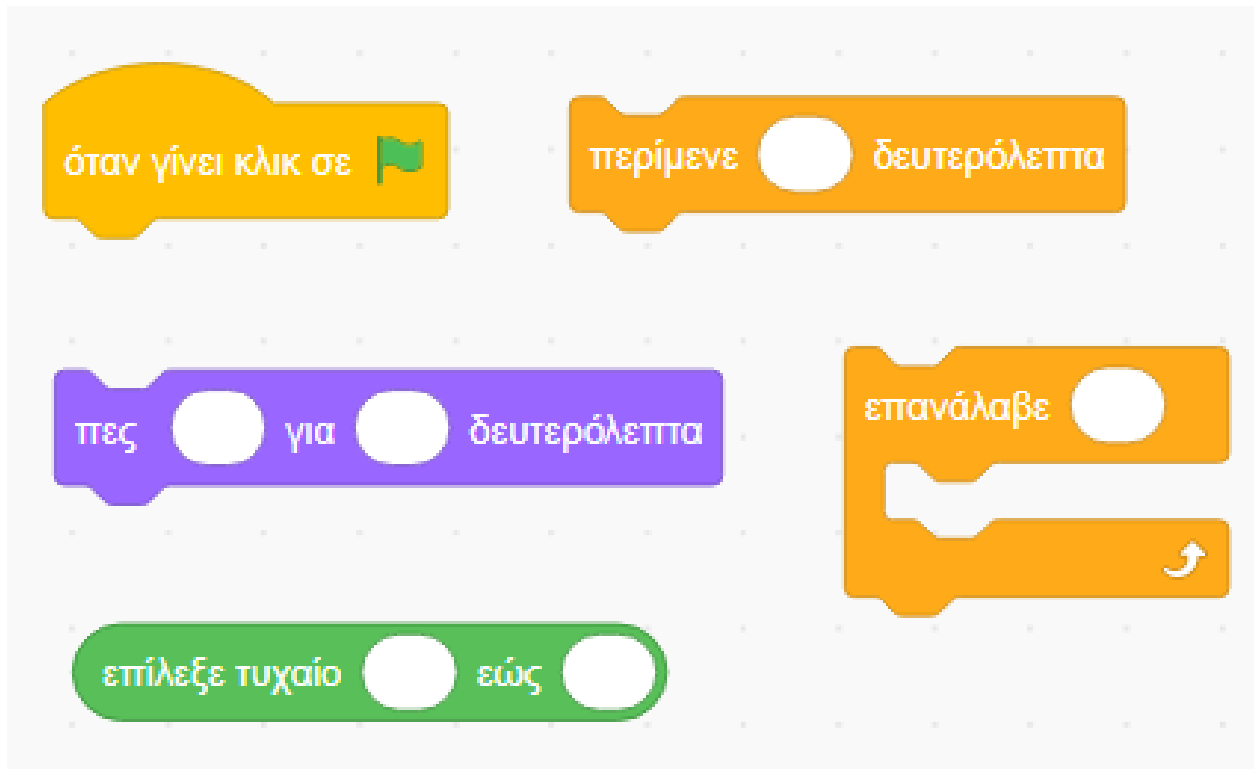 όταν γίνει κλικ σε
περίμενε δευτερόλεπτα
πες για δευτερόλεπτα
επανάλαβε
επίλεξε τυχαίο εώς